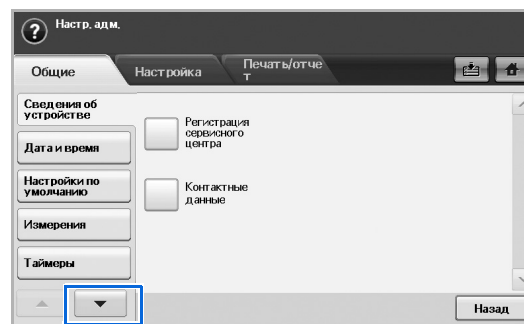 ? Настр. адм.
Общие
Настройка
Печать/отче
т
Сведения об
устройстве
Регистрация
сервисного
центра
Дата и время
Настройки по
умолчанию
Контактные
данные
Измерения
Таймеры
Назад